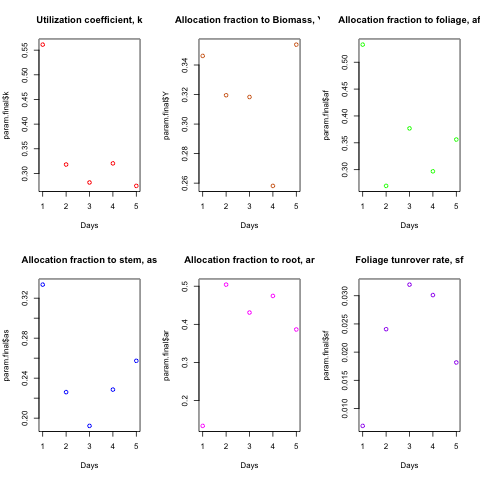 Utilization coefficient, k
param.final$k
0.30
0.35
0.40
0.45
0.50
0.55
1 2 3 4 5
Days
Allocation fraction to Biomass, Y
param.final$Y
0.26
0.28
0.30
0.32
0.34
1 2 3 4 5
Days
Allocation fraction to foliage, af
param.final$af
0.30
0.35
0.40
0.45
0.50
1 2 3 4 5
Days
Allocation fraction to stem, as
param.final$as
0.20
0.24
0.28
0.32
1 2 3 4 5
Days
Allocation fraction to root, ar
param.final$ar
0.2
0.3
0.4
0.5
1 2 3 4 5
Days
Foliage tunrover rate, sf
param.final$sf
0.010
0.015
0.020
0.025
0.030
1 2 3 4 5
Days